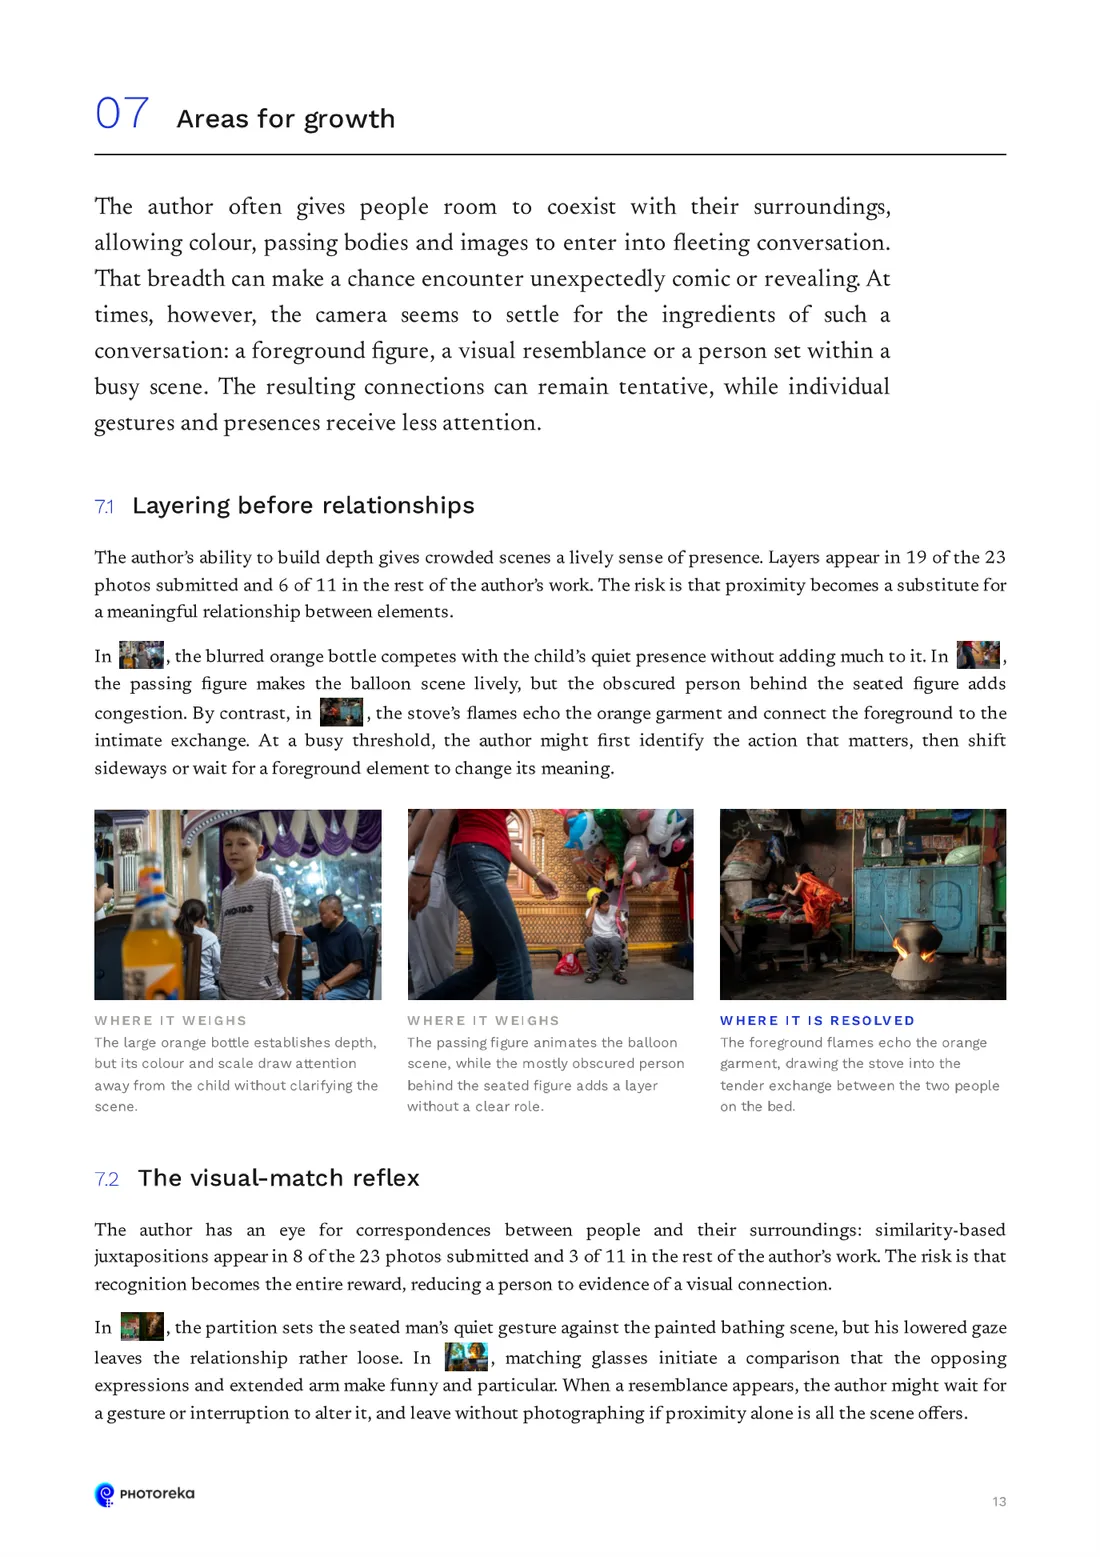 07 Areas for growth
The author often gives people room to coexist with their surroundings,
allowing colour, passing bodies and images to enter into fleeting conversation.
That breadth can make a chance encounter unexpectedly comic or revealing. At
times, however, the camera seems to settle for the ingredients of such a
conversation: a foreground figure, a visual resemblance or a person set within a
busy scene. The resulting connections can remain tentative, while individual
gestures and presences receive less attention.
7.1 Layering before relationships
The author's ability to build depth gives crowded scenes a lively sense of presence. Layers appear in 19 of the 23
photos submitted and 6 of 11 in the rest of the author's work. The risk is that proximity becomes a substitute for
a meaningful relationship between elements.
In , the blurred orange bottle competes with the child's quiet presence without adding much to it. In ,
the passing figure makes the balloon scene lively, but the obscured person behind the seated figure adds
congestion. By contrast, in , the stove's flames echo the orange garment and connect the foreground to the
intimate exchange. At a busy threshold, the author might first identify the action that matters, then shift
sideways or wait for a foreground element to change its meaning.
WHERE IT WEIGHS
The large orange bottle establishes depth,
but its colour and scale draw attention
away from the child without clarifying the
scene.
WHERE IT WEIGHS
The passing figure animates the balloon
scene, while the mostly obscured person
behind the seated figure adds a layer
without a clear role.
WHERE IT IS RESOLVED
The foreground flames echo the orange
garment, drawing the stove into the
tender exchange between the two people
on the bed.
7.2 The visual-match reflex
The author has an eye for correspondences between people and their surroundings: similarity-based
juxtapositions appear in 8 of the 23 photos submitted and 3 of 11 in the rest of the author's work. The risk is that
recognition becomes the entire reward, reducing a person to evidence of a visual connection.
In , the partition sets the seated man's quiet gesture against the painted bathing scene, but his lowered gaze
leaves the relationship rather loose. In , matching glasses initiate a comparison that the opposing
expressions and extended arm make funny and particular. When a resemblance appears, the author might wait for
a gesture or interruption to alter it, and leave without photographing if proximity alone is all the scene offers.
PHOTOreka
13